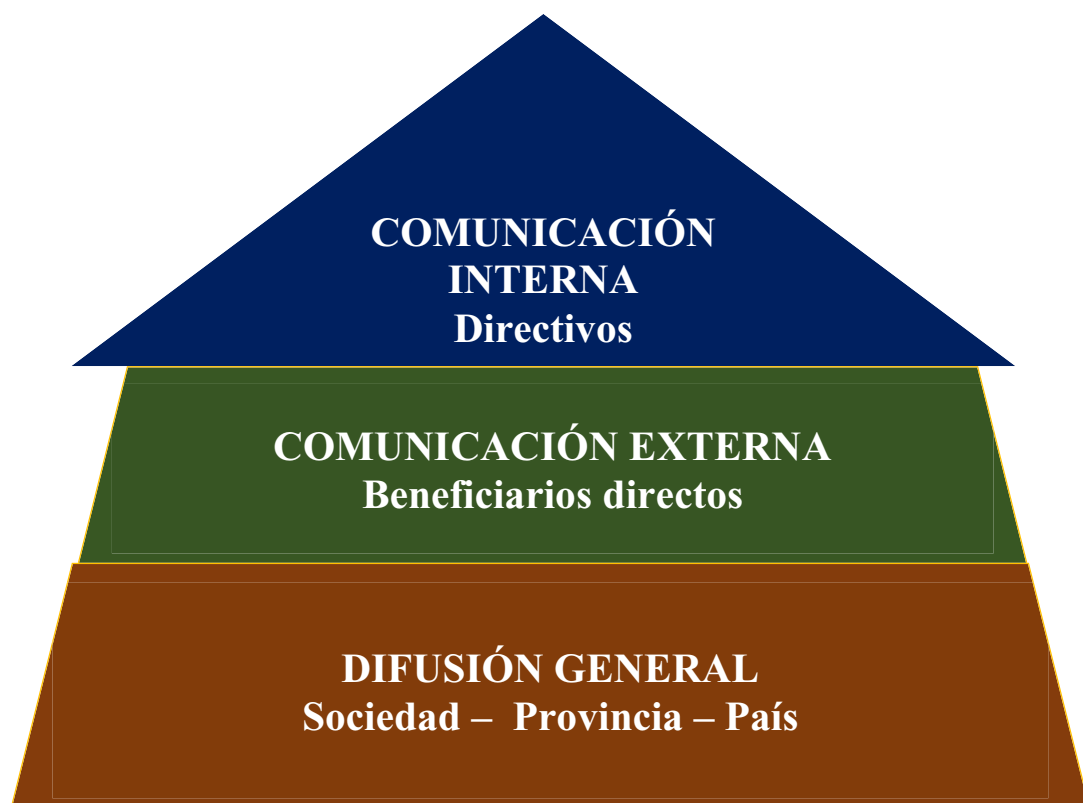 COMUNICACIÓN
INTERNA
Directivos
COMUNICACIÓN EXTERNA
Beneficiarios directos
DIFUSIÓN GENERAL
Sociedad – Provincia – País